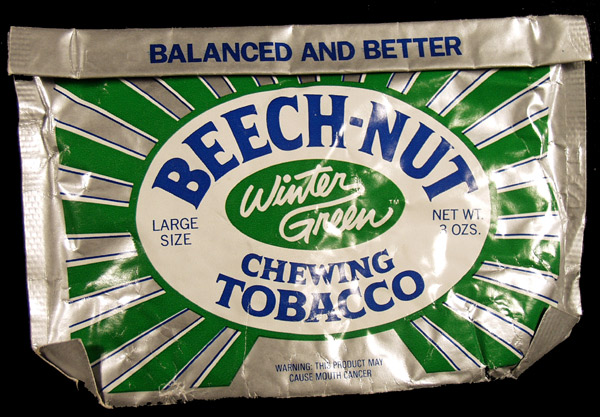 BALANCED AND BETTER
BEECH-NUT
Winter
Green™
LARGE
SIZE
NET WT.
3 OZS.
CHEWING
TOBACCO
WARNING: THIS PRODUCT MAY
CAUSE MOUTH CANCER